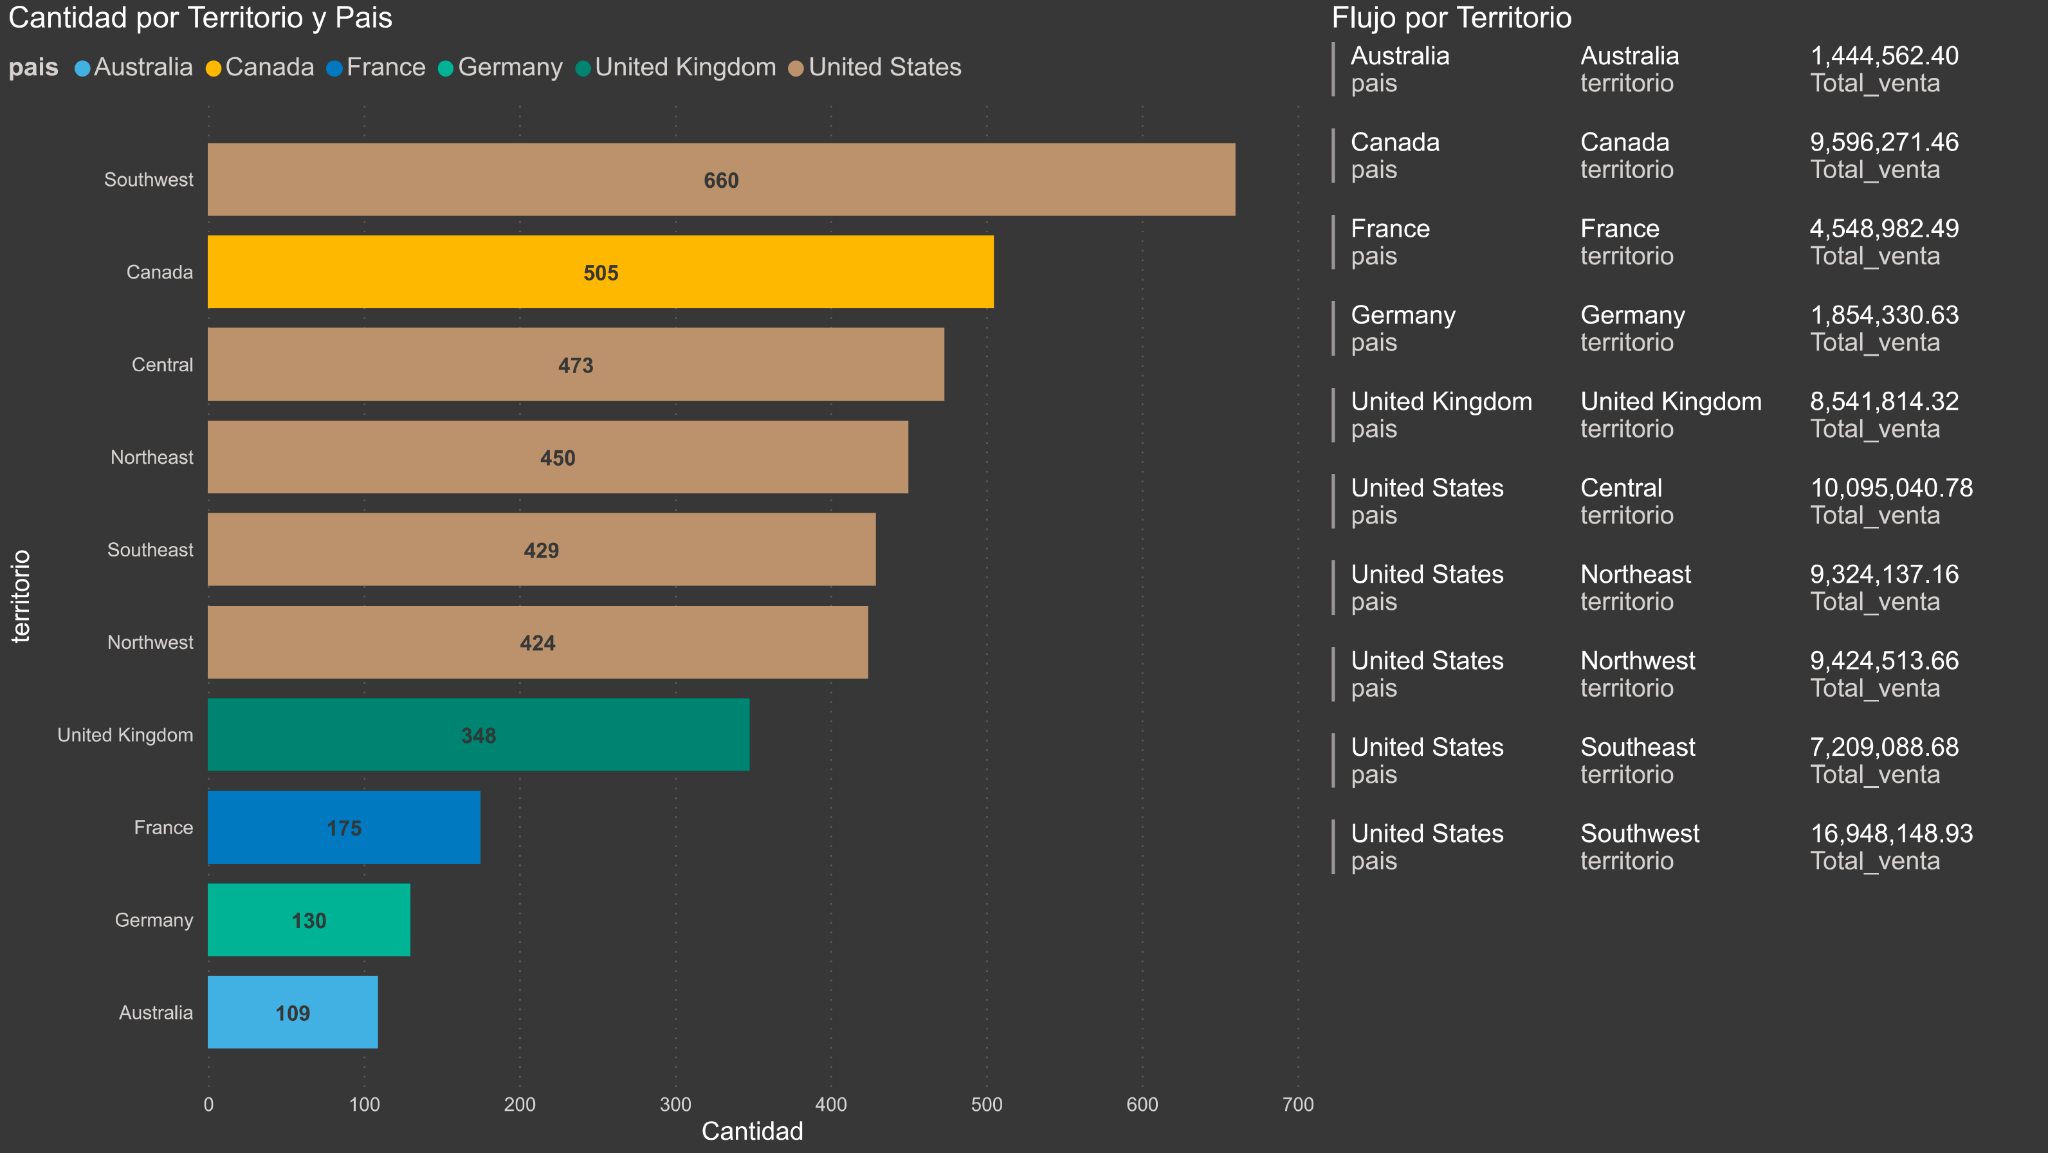 Cantidad por Territorio y Pais
pais Australia Canada France Germany United Kingdom United States
territorio
Southwest 660
Canada 505
Central 473
Northeast 450
Southeast 429
Northwest 424
United Kingdom 348
France 175
Germany 130
Australia 109
0 100 200 300 400 500 600 700
Cantidad
Flujo por Territorio
Australia Australia 1,444,562.40
pais territorio Total_venta
Canada Canada 9,596,271.46
pais territorio Total_venta
France France 4,548,982.49
pais territorio Total_venta
Germany Germany 1,854,330.63
pais territorio Total_venta
United Kingdom United Kingdom 8,541,814.32
pais territorio Total_venta
United States Central 10,095,040.78
pais territorio Total_venta
United States Northeast 9,324,137.16
pais territorio Total_venta
United States Northwest 9,424,513.66
pais territorio Total_venta
United States Southeast 7,209,088.68
pais territorio Total_venta
United States Southwest 16,948,148.93
pais territorio Total_venta